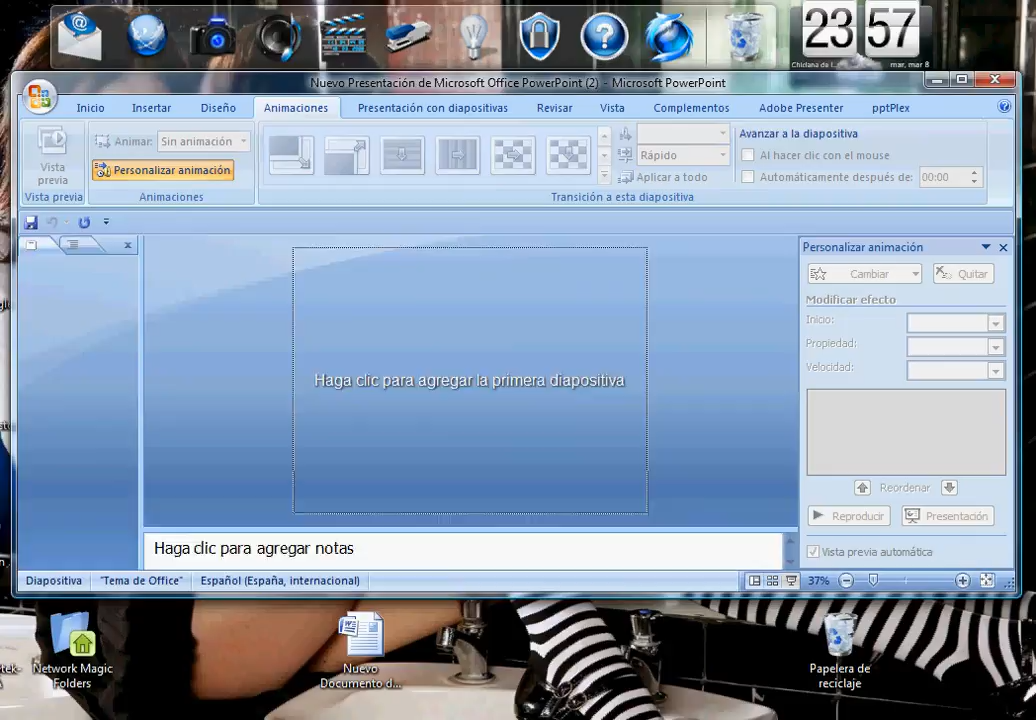 23 57
Chiclana de l... mar, mar 8
Nuevo Presentación de Microsoft Office PowerPoint (2) - Microsoft PowerPoint
Inicio Insertar Diseño Animaciones Presentación con diapositivas Revisar Vista Complementos Adobe Presenter pptPlex
Vista previa
Vista previa
Animar: Sin animación
Personalizar animación
Animaciones
Rápido
Aplicar a todo
Transición a esta diapositiva
Avanzar a la diapositiva
Al hacer clic con el mouse
Automáticamente después de: 00:00
Haga clic para agregar la primera diapositiva
Haga clic para agregar notas
Personalizar animación
Cambiar Quitar
Modificar efecto
Inicio:
Propiedad:
Velocidad:
Reordenar
Reproducir Presentación
Vista previa automática
Diapositiva "Tema de Office" Español (España, internacional) 37%
Network Magic
Folders
Nuevo
Documento d...
Papelera de
reciclaje